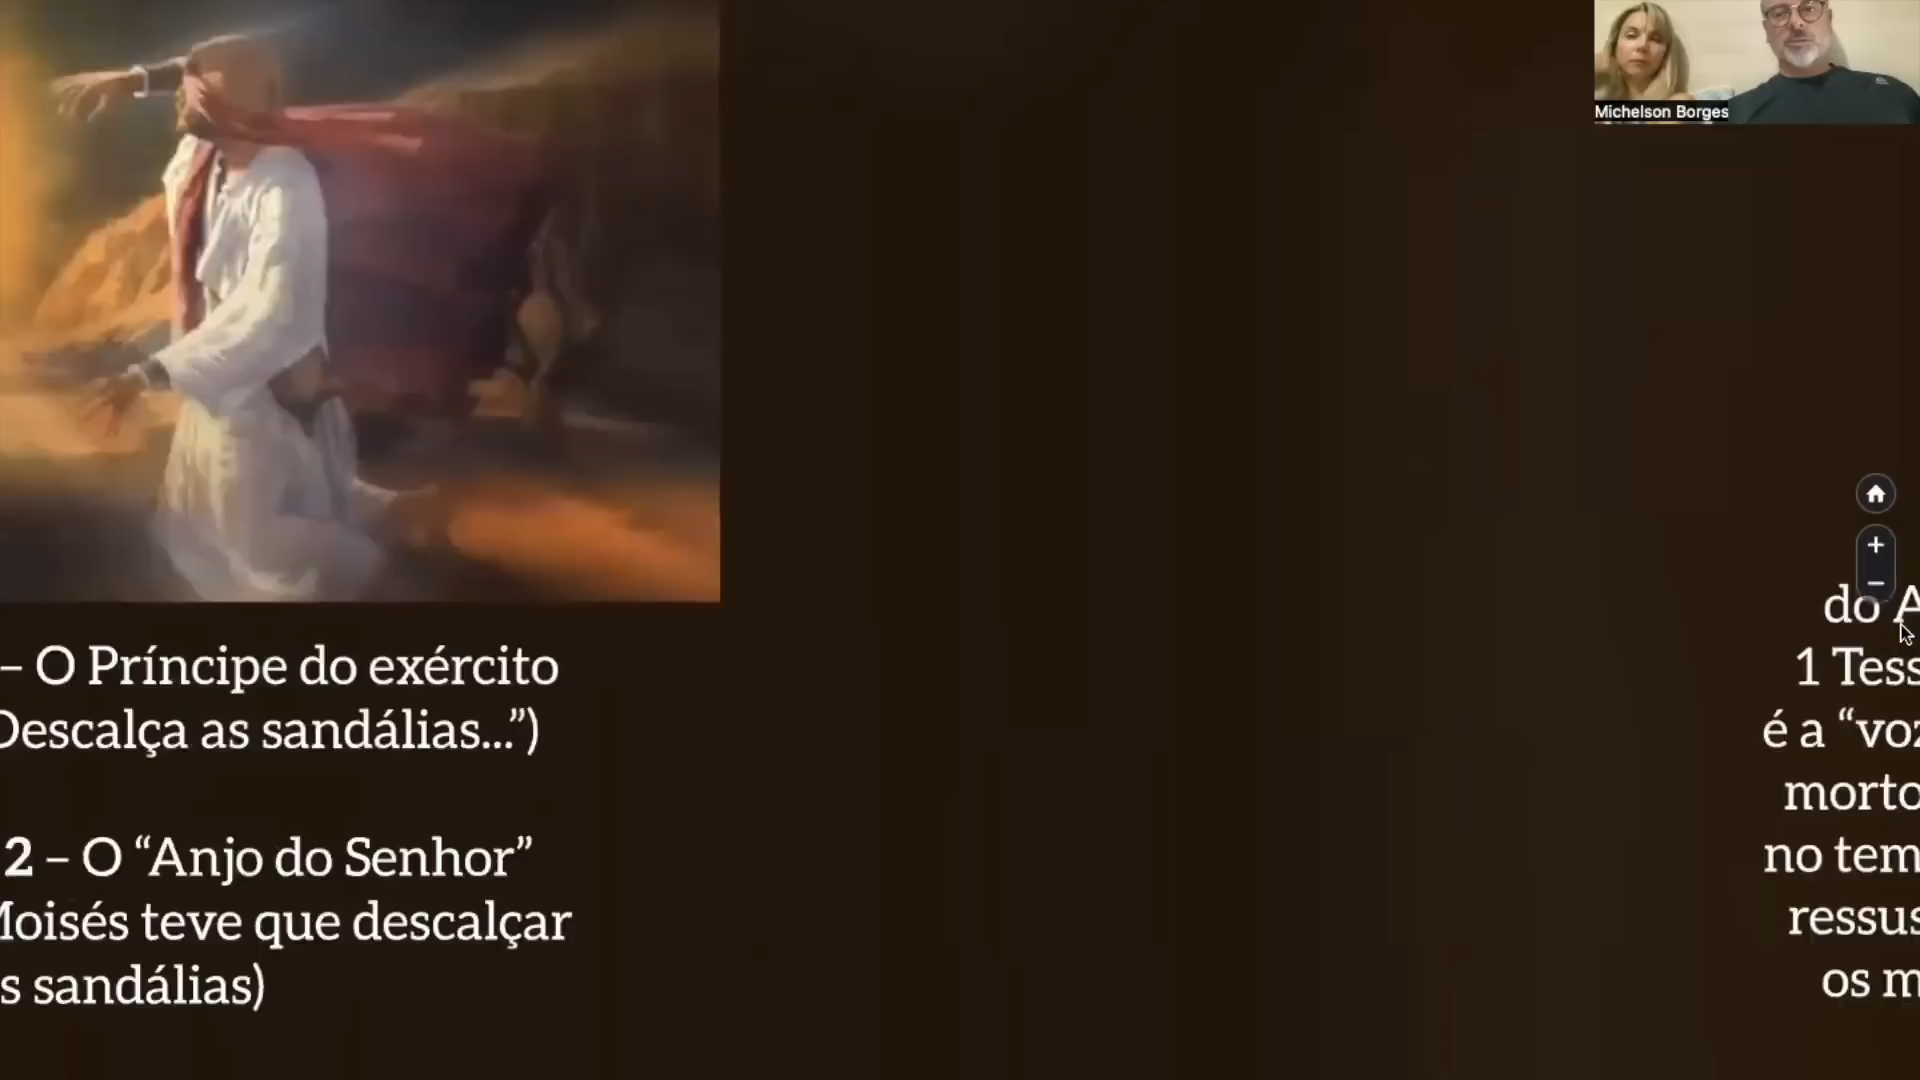 Michelson Borges
– O Príncipe do exército
Descalça as sandálias...”)
2 – O “Anjo do Senhor”
Moisés teve que descalçar
s sandálias)
do A
1 Tess
é a “voz
morto
no tem
ressus
os m